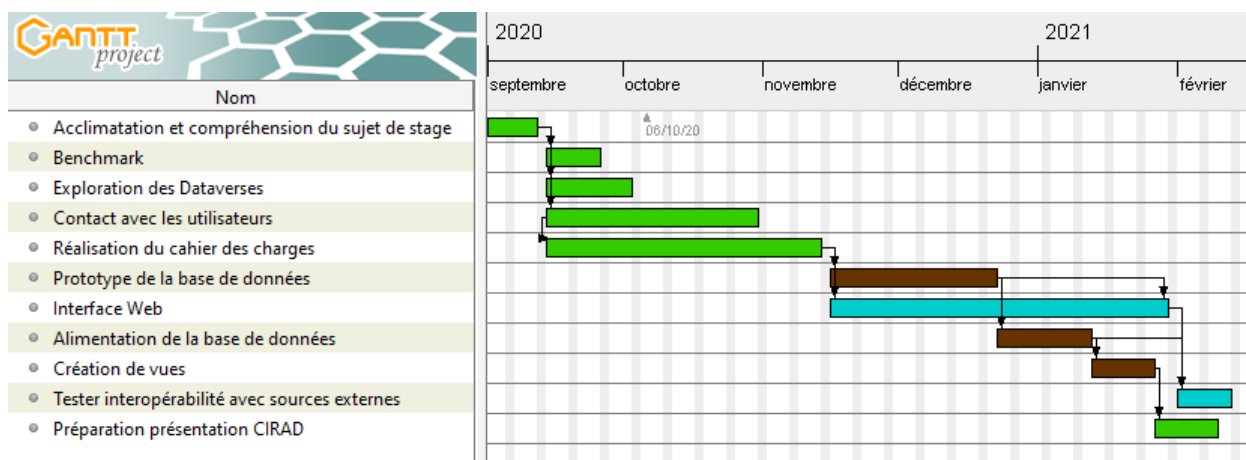 GANTT
project
2020
2021
septembre
octobre
novembre
décembre
janvier
février
Nom
Acclimatation et compréhension du sujet de stage
06/10/20
Benchmark
Exploration des Dataverses
Contact avec les utilisateurs
Réalisation du cahier des charges
Prototype de la base de données
Interface Web
Alimentation de la base de données
Création de vues
Tester interopérabilité avec sources externes
Préparation présentation CIRAD